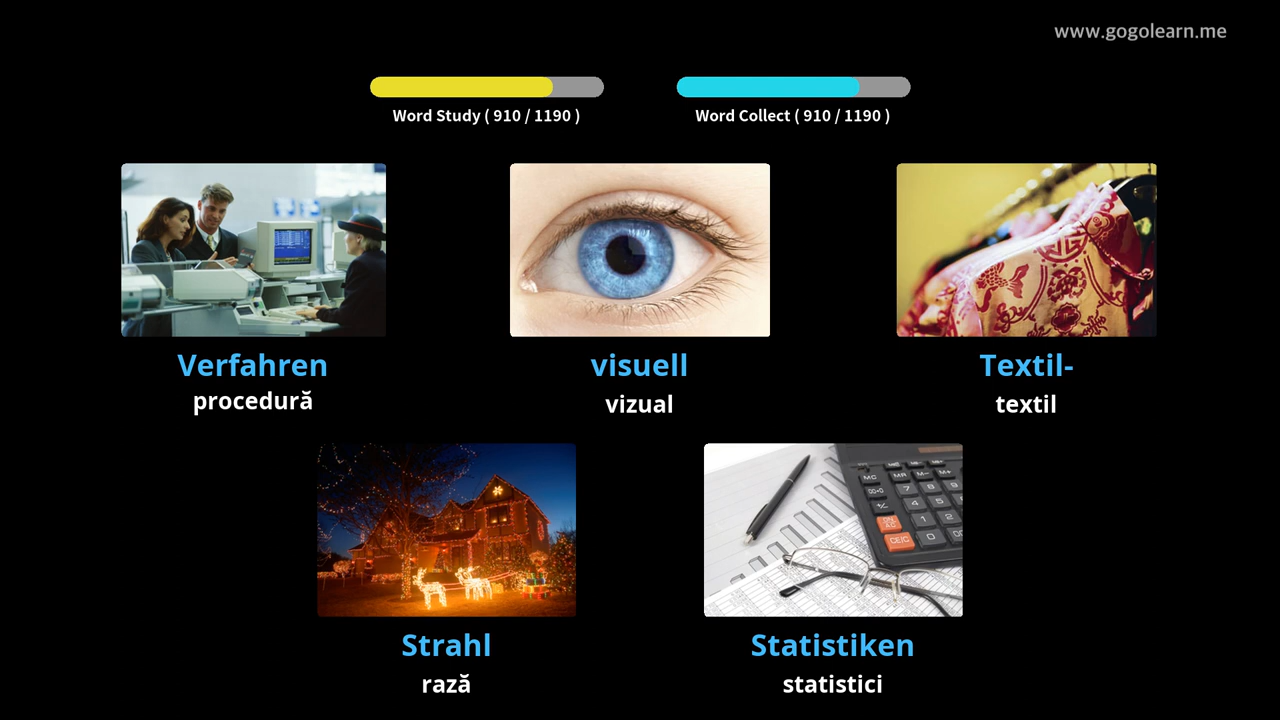 www.gogolearn.me
Word Study ( 910 / 1190 )
Word Collect ( 910 / 1190 )
Verfahren
procedură
visuell
vizual
Textil-
textil
Strahl
rază
Statistiken
statistici